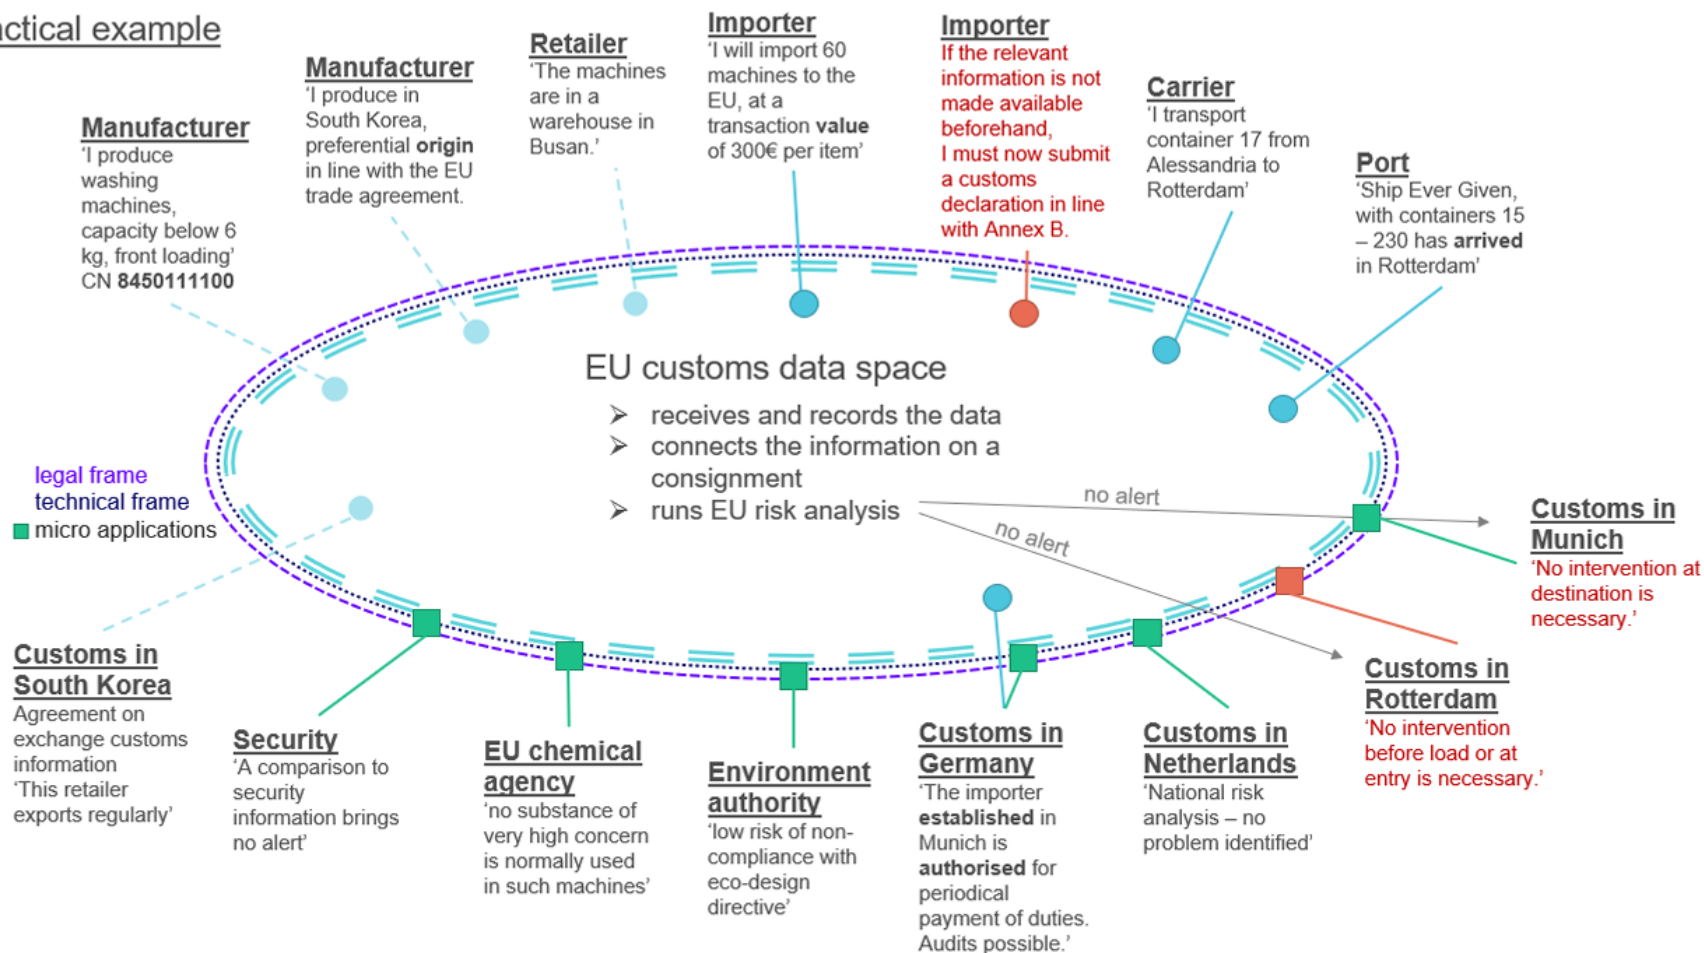 actical example
Manufacturer
‘I produce
washing
machines,
capacity below 6
kg, front loading’
CN 8450111100
Manufacturer
‘I produce in
South Korea,
preferential origin
in line with the EU
trade agreement.
Retailer
‘The machines
are in a
warehouse in
Busan.’
Importer
‘I will import 60
machines to the
EU, at a
transaction value
of 300€ per item’
Importer
If the relevant
information is not
made available
beforehand,
I must now submit
a customs
declaration in line
with Annex B.
Carrier
‘I transport
container 17 from
Alessandria to
Rotterdam’
Port
‘Ship Ever Given,
with containers 15
– 230 has arrived
in Rotterdam’
EU customs data space
receives and records the data
connects the information on a
consignment
runs EU risk analysis
no alert
no alert
legal frame
technical frame
micro applications
Customs in
South Korea
Agreement on
exchange customs
information
‘This retailer
exports regularly’
Security
‘A comparison to
security
information brings
no alert’
EU chemical
agency
‘no substance of
very high concern
is normally used
in such machines’
Environment
authority
‘low risk of non-
compliance with
eco-design
directive’
Customs in
Germany
‘The importer
established in
Munich is
authorised for
periodical
payment of duties.
Audits possible.’
Customs in
Netherlands
‘National risk
analysis – no
problem identified’
Customs in
Rotterdam
‘No intervention
before load or at
entry is necessary.’
Customs in
Munich
‘No intervention at
destination is
necessary.’